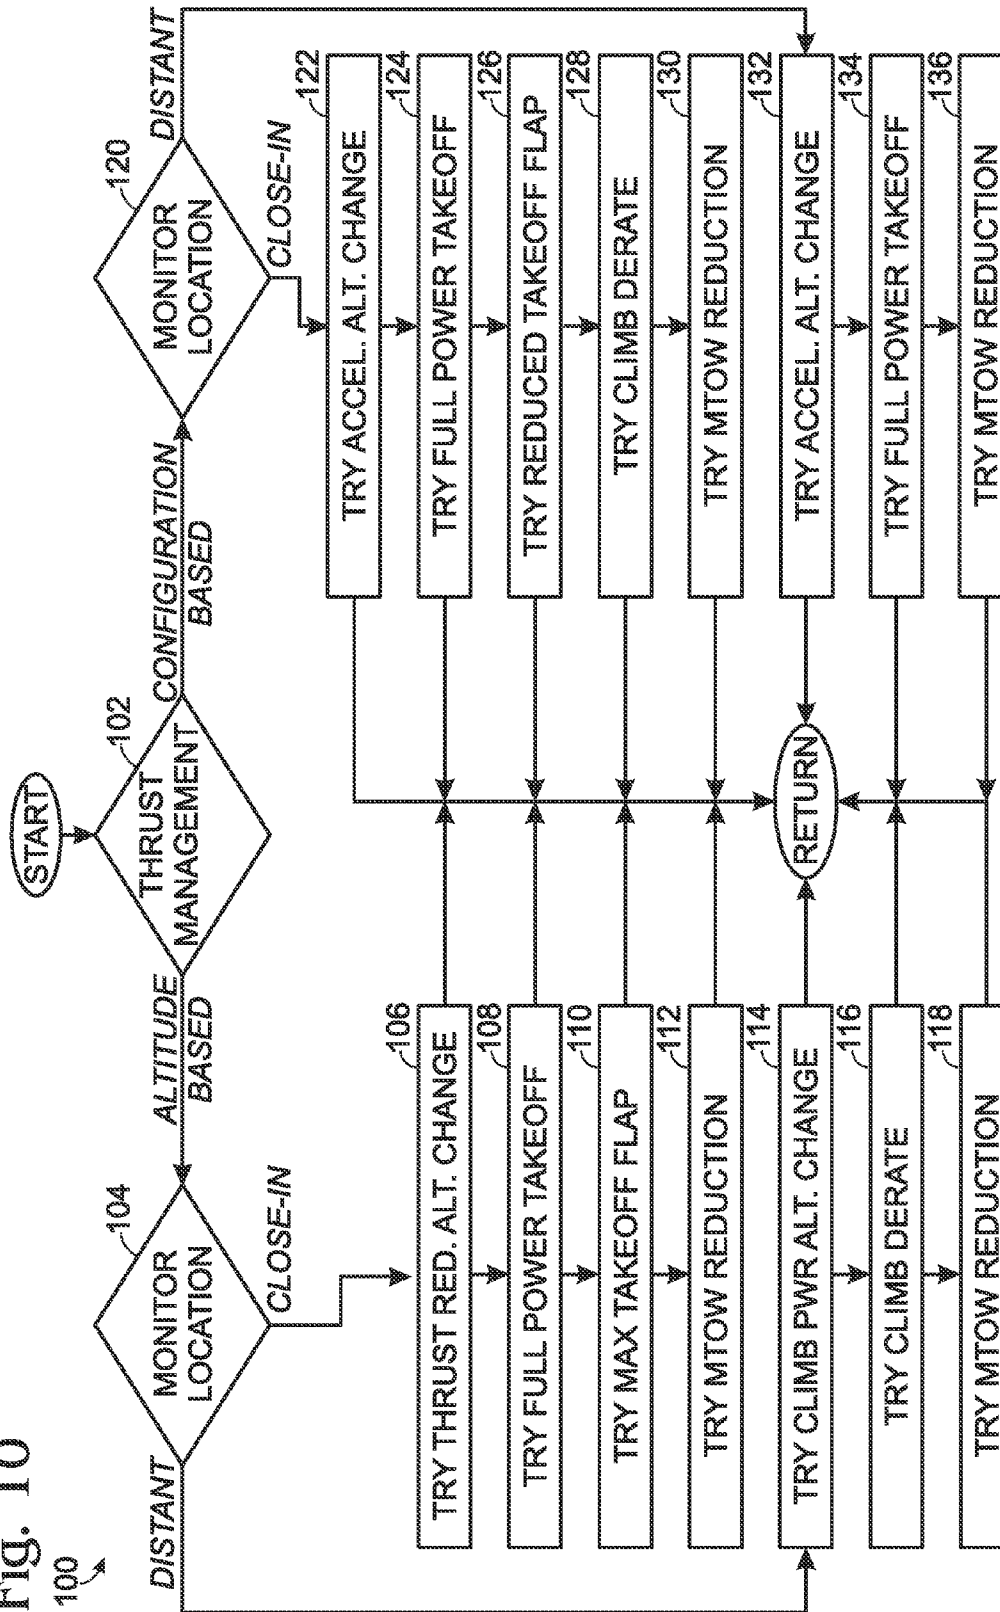 Fig. 10
100
START
102
THRUST
MANAGEMENT
ALTITUDE
BASED
CONFIGURATION
BASED
104
MONITOR
LOCATION
DISTANT
CLOSE-IN
120
MONITOR
LOCATION
DISTANT
CLOSE-IN
106
TRY THRUST RED. ALT. CHANGE
108
TRY FULL POWER TAKEOFF
110
TRY MAX TAKEOFF FLAP
112
TRY MTOW REDUCTION
114
TRY CLIMB PWR ALT. CHANGE
116
TRY CLIMB DERATE
118
TRY MTOW REDUCTION
RETURN
122
TRY ACCEL. ALT. CHANGE
124
TRY FULL POWER TAKEOFF
126
TRY REDUCED TAKEOFF FLAP
128
TRY CLIMB DERATE
130
TRY MTOW REDUCTION
132
TRY ACCEL. ALT. CHANGE
134
TRY FULL POWER TAKEOFF
136
TRY MTOW REDUCTION